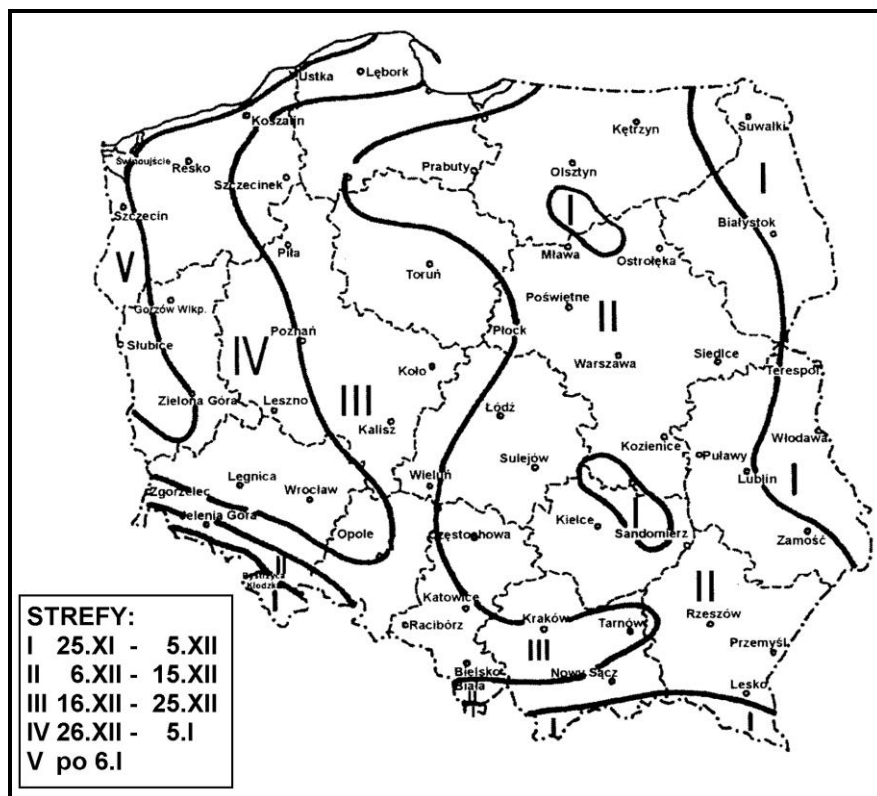 Ustka
Lębork
Koszalin
Kętrzyn
Suwałki
Świnoujście
Resko
Prabuty
Olsztyn
I
Szczecinek
I
Szczecin
Białystok
Piła
Mława
Ostrołęka
V
Toruń
Poświętne
II
Gorzów Wlkp.
Płock
Słubice
Poznań
IV
Warszawa
Siedlce
Koło
Terespol
Zielona Góra
Leszno
III
Łódź
Kalisz
Kozienice
Włodawa
Sulejów
Puławy
Legnica
Wieluń
Lublin
I
Zgorzelec
Wrocław
I
Jelenia Góra
Kielce
Opole
Częstochowa
Sandomierz
Zamość
II
Bystrzyca
Kłodzka
I
II
Katowice
Racibórz
Kraków
Tarnów
Rzeszów
III
Przemyśl
Bielsko
Biała
Nowy Sącz
Lesko
II
I
I
STREFY:
I 25.XI - 5.XII
II 6.XII - 15.XII
III 16.XII - 25.XII
IV 26.XII - 5.I
V po 6.I